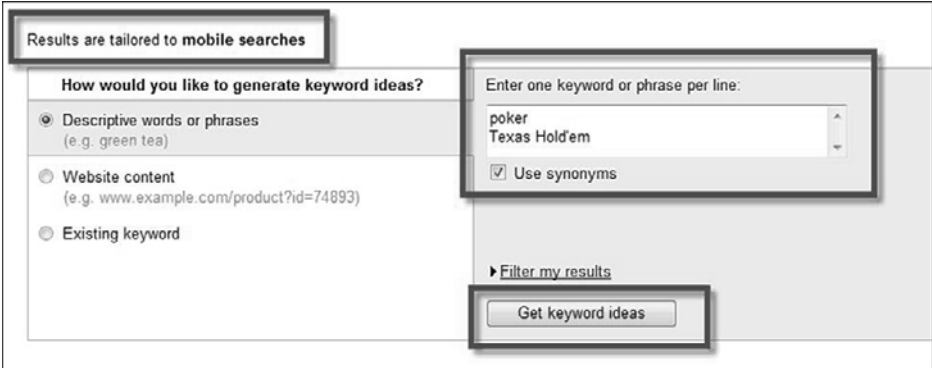 Results are tailored to mobile searches
How would you like to generate keyword ideas?
Descriptive words or phrases
(e.g. green tea)
Website content
(e.g. www.example.com/product?id=74893)
Existing keyword
Enter one keyword or phrase per line:
poker
Texas Hold'em
Use synonyms
Filter my results
Get keyword ideas